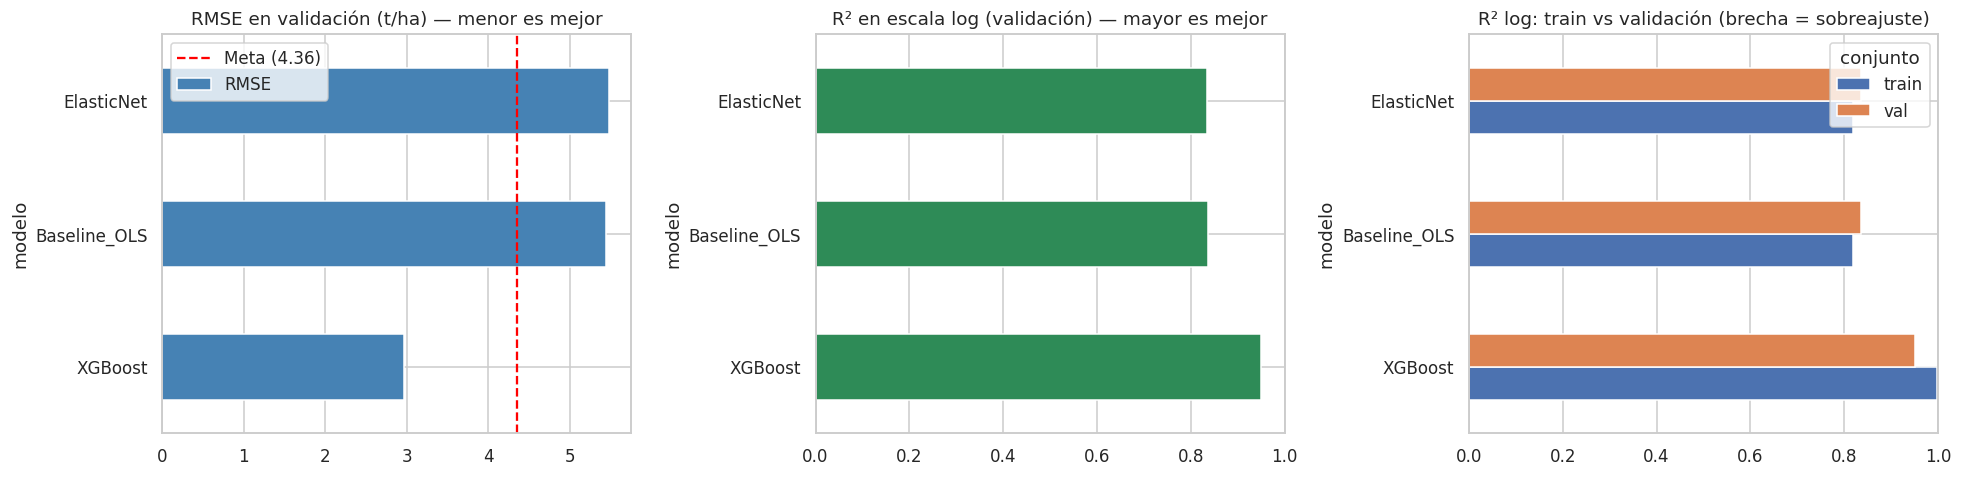 RMSE en validación (t/ha) — menor es mejor
Meta (4.36)
RMSE
ElasticNet
Baseline_OLS
XGBoost
modelo
0 1 2 3 4 5
R² en escala log (validación) — mayor es mejor
ElasticNet
Baseline_OLS
XGBoost
modelo
0.0 0.2 0.4 0.6 0.8 1.0
R² log: train vs validación (brecha = sobreajuste)
conjunto
train
val
ElasticNet
Baseline_OLS
XGBoost
modelo
0.0 0.2 0.4 0.6 0.8 1.0